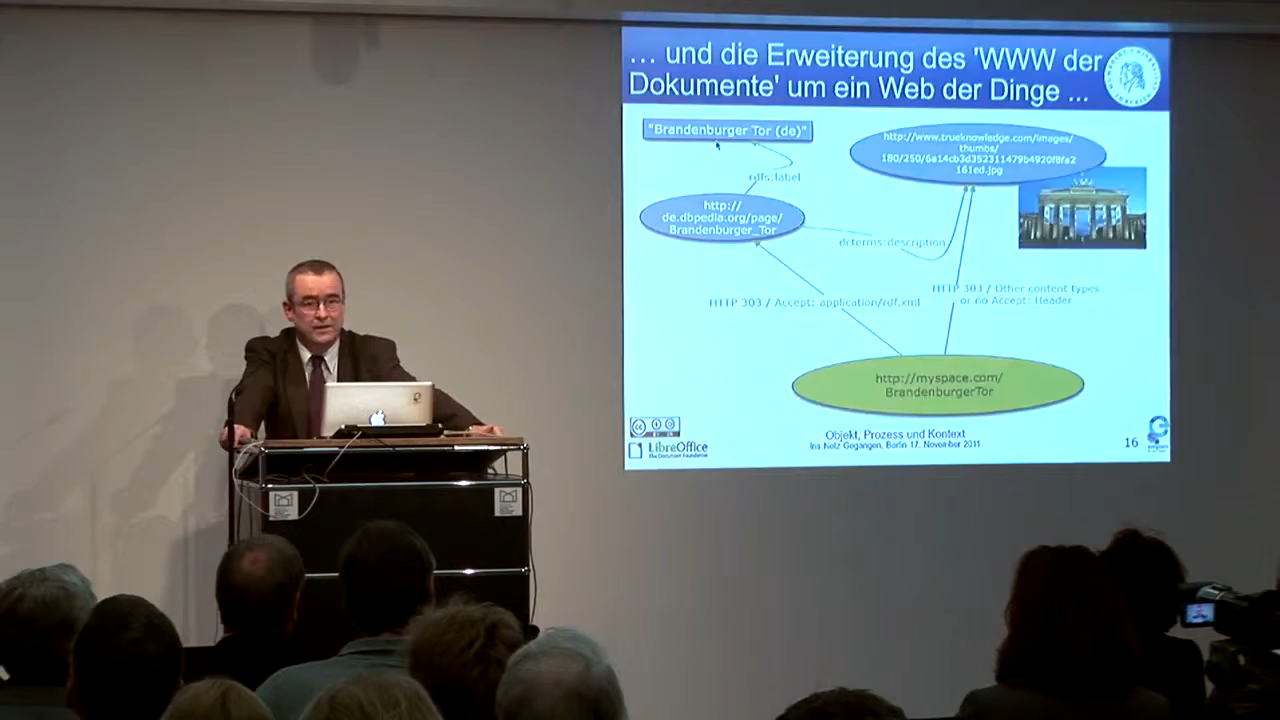 ... und die Erweiterung des 'WWW der
Dokumente' um ein Web der Dinge ...
"Brandenburger Tor (de)"
http://www.trueknowledge.com/images/
thumbs/
180/250/6a14cb3d352311479b4920f8fa2
161ed.jpg
rdfs:label
http://
de.dbpedia.org/page/
Brandenburger_Tor
dcterms:description
HTTP 303 / Accept: application/rdf.xml
HTTP 303 / Other content types
or no Accept: Header
http://myspace.com/
BrandenburgerTor
Objekt, Prozess und Kontext
Ins Netz Gegangen, Berlin 17. November 2011
16
LibreOffice
The Document Foundation